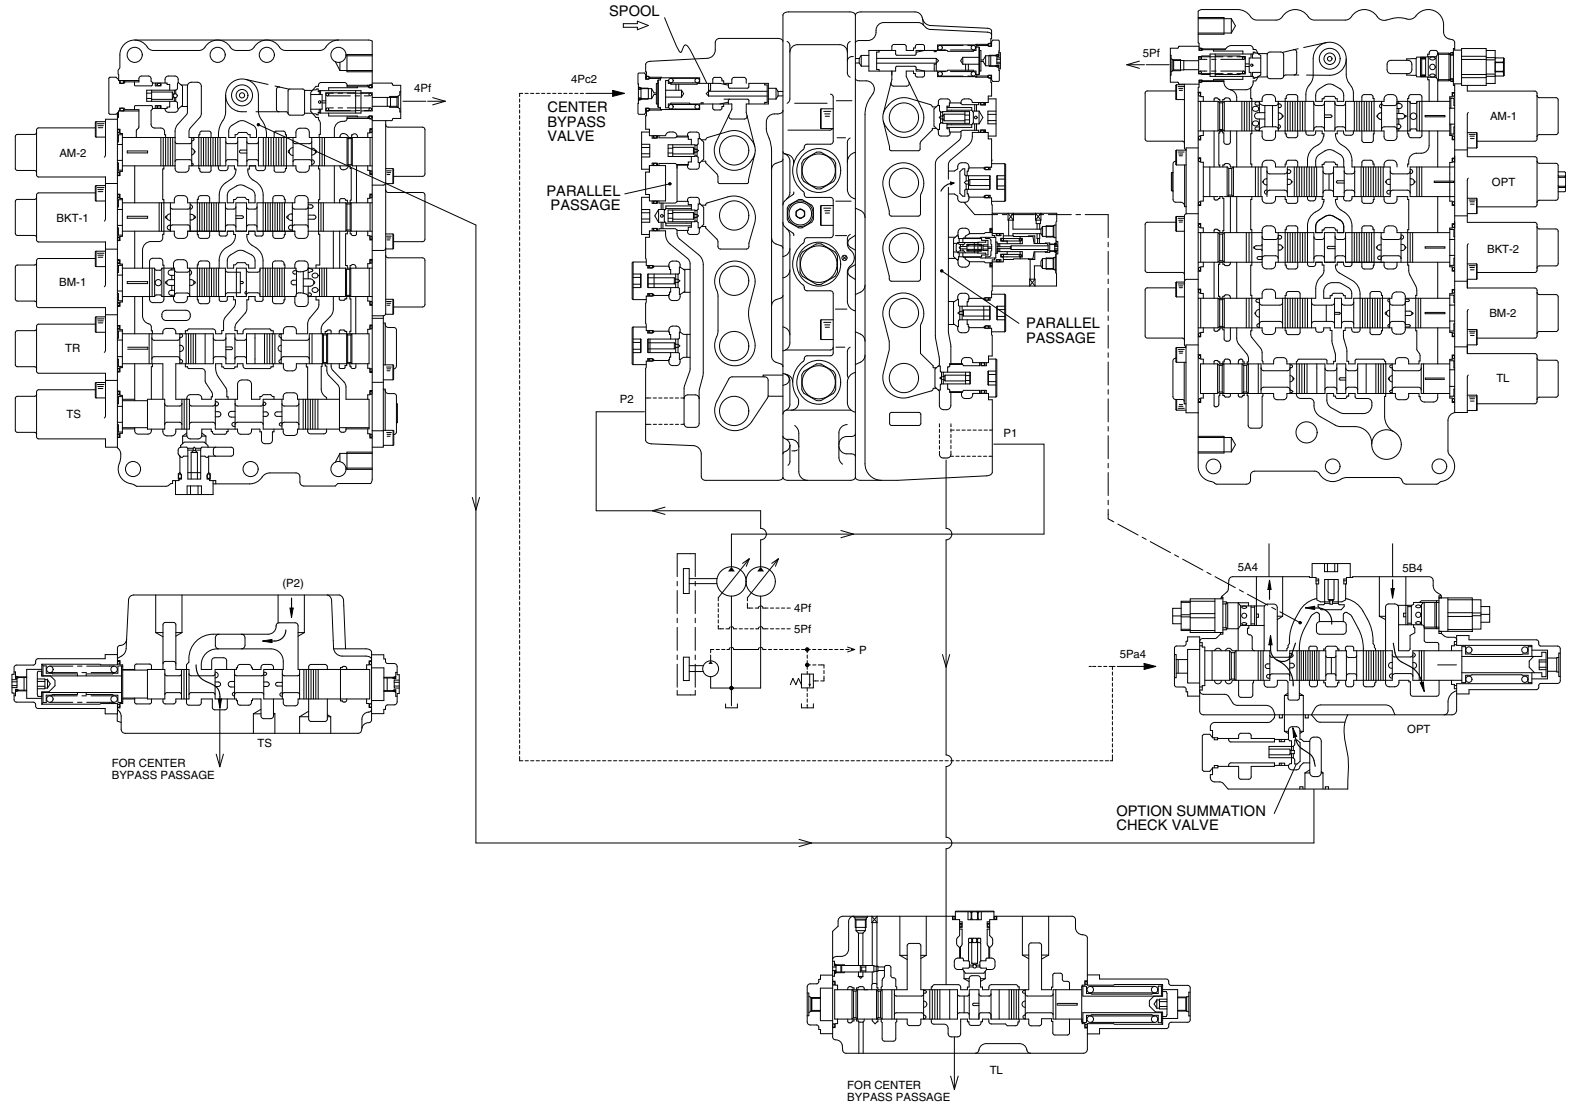 SPOOL
4Pf
4Pc2
CENTER
BYPASS
VALVE
5Pf
AM-2
BKT-1
BM-1
TR
TS
PARALLEL
PASSAGE
PARALLEL
PASSAGE
AM-1
OPT
BKT-2
BM-2
TL
P2
P1
(P2)
TS
FOR CENTER
BYPASS PASSAGE
4Pf
5Pf
P
5A4
5B4
5Pa4
OPT
OPTION SUMMATION
CHECK VALVE
TL
FOR CENTER
BYPASS PASSAGE